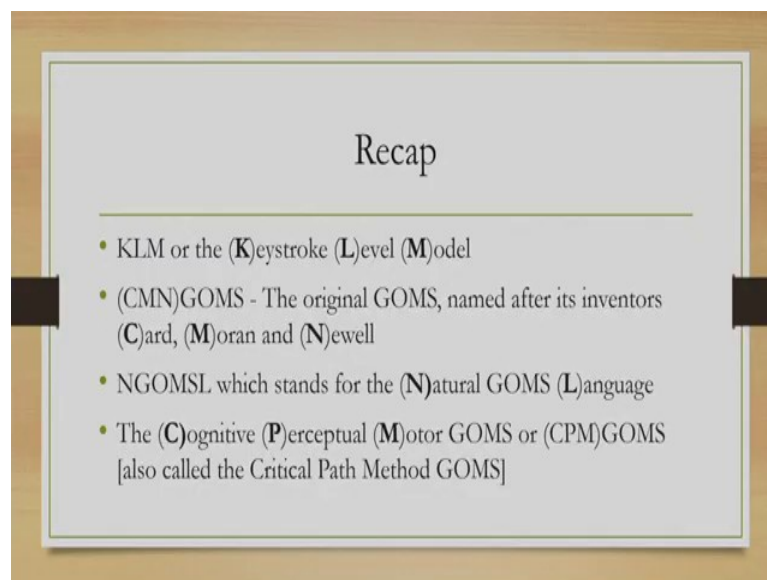 Recap
• KLM or the (K)eystroke (L)evel (M)odel
• (CMN)GOMS - The original GOMS, named after its inventors
(C)ard, (M)oran and (N)ewell
• NGOMSL which stands for the (N)atural GOMS (L)anguage
• The (C)ognitive (P)erceptual (M)otor GOMS or (CPM)GOMS
[also called the Critical Path Method GOMS]